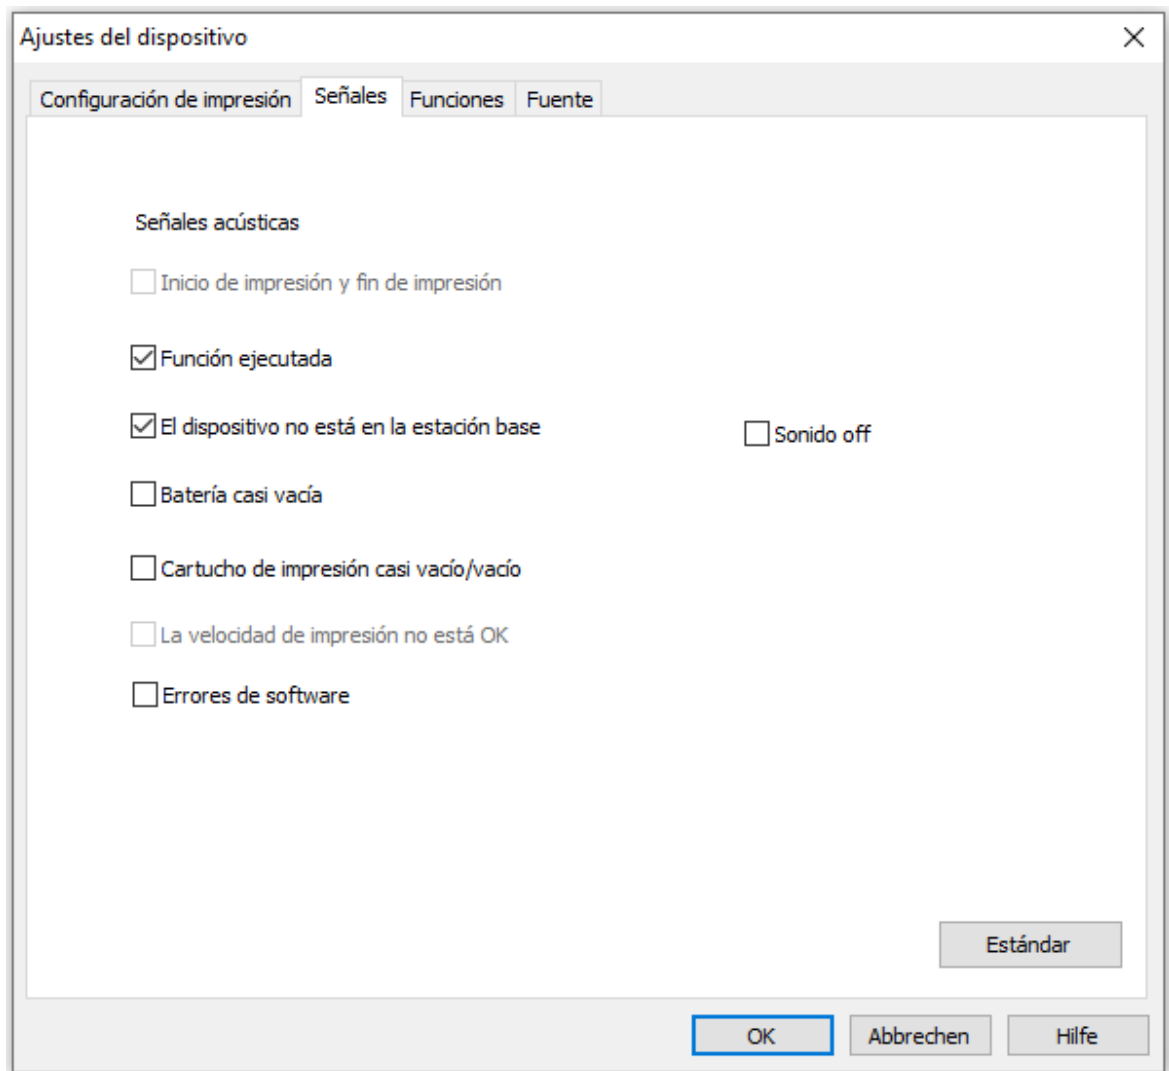 Ajustes del dispositivo
Configuración de impresión Señales Funciones Fuente
Señales acústicas
Inicio de impresión y fin de impresión
Función ejecutada
El dispositivo no está en la estación base
Sonido off
Batería casi vacía
Cartucho de impresión casi vacío/vacío
La velocidad de impresión no está OK
Errores de software
Estándar
OK Abbrechen Hilfe